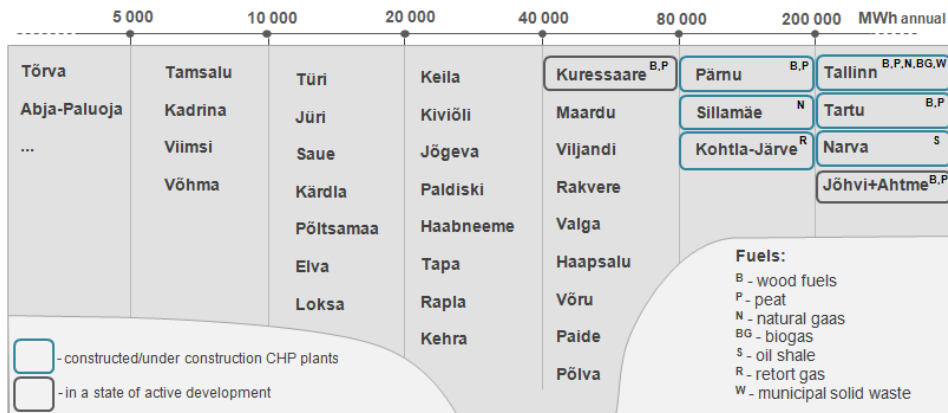 5 000 10 000 20 000 40 000 80 000 200 000 MWh annual
Tõrva
Abja-Paluoja
...
Tamsalu
Kadrina
Viimsi
Võhma
Türi
Jüri
Saue
Kärdla
Põltsamaa
Elva
Loksa
Keila
Kiviõli
Jõgeva
Paldiski
Haabneeme
Tapa
Rapla
Kehra
Kuressaare B,P
Maardu
Viljandi
Rakvere
Valga
Haapsalu
Võru
Paide
Põlva
Pärnu B,P
Sillamäe N
Kohtla-Järve R
Tallinn B,P,N,BG,W
Tartu B,P
Narva S
Jõhvi+Ahtme B,P
Fuels:
B - wood fuels
P - peat
N - natural gaas
BG - biogas
S - oil shale
R - retort gas
W - municipal solid waste
- constructed/under construction CHP plants
- in a state of active development